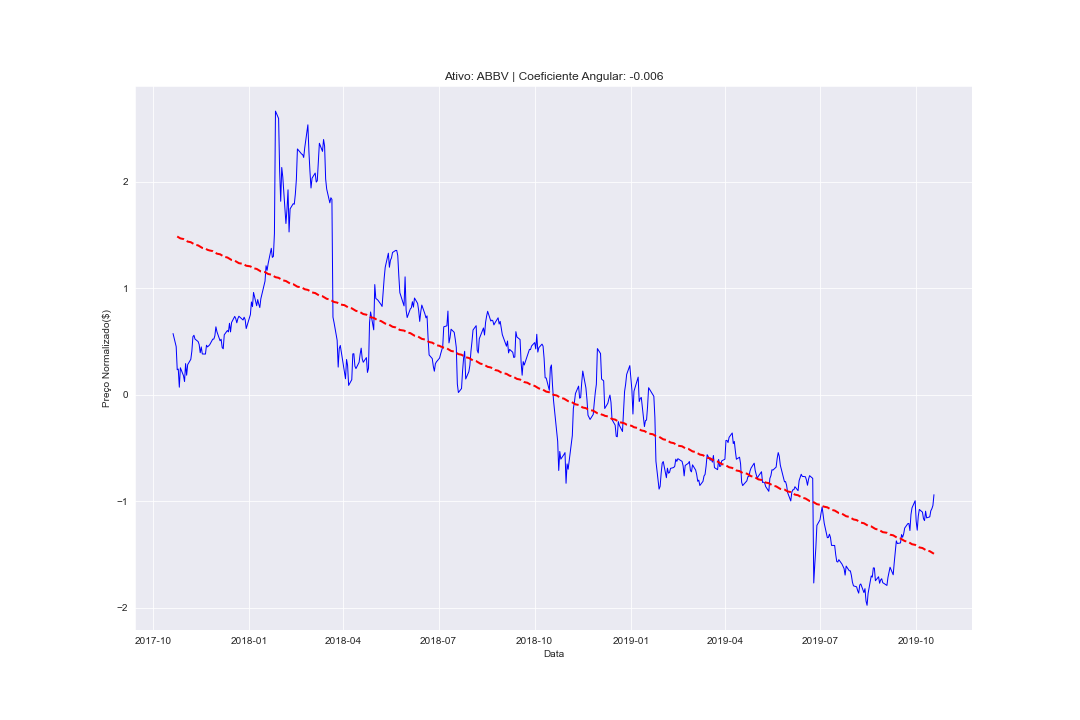 Ativo: ABBV | Coeficiente Angular: -0.006
Preço Normalizado($)
2
1
0
−1
−2
2017-10 2018-01 2018-04 2018-07 2018-10 2019-01 2019-04 2019-07 2019-10
Data